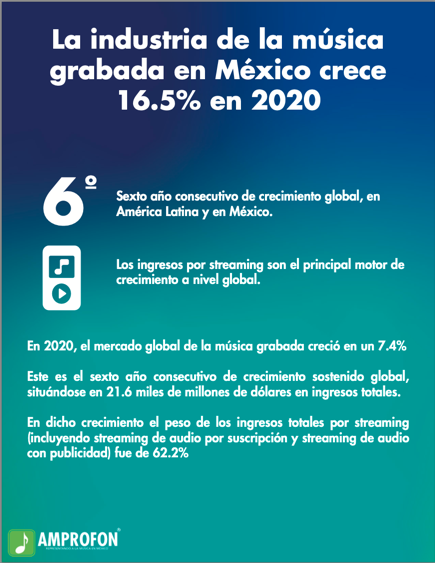 La industria de la música
grabada en México crece
16.5% en 2020
6º
Sexto año consecutivo de crecimiento global, en
América Latina y en México.
Los ingresos por streaming son el principal motor de
crecimiento a nivel global.
En 2020, el mercado global de la música grabada creció en un 7.4%
Este es el sexto año consecutivo de crecimiento sostenido global,
situándose en 21.6 miles de millones de dólares en ingresos totales.
En dicho crecimiento el peso de los ingresos totales por streaming
(incluyendo streaming de audio por suscripción y streaming de audio
con publicidad) fue de 62.2%
AMPROFON®